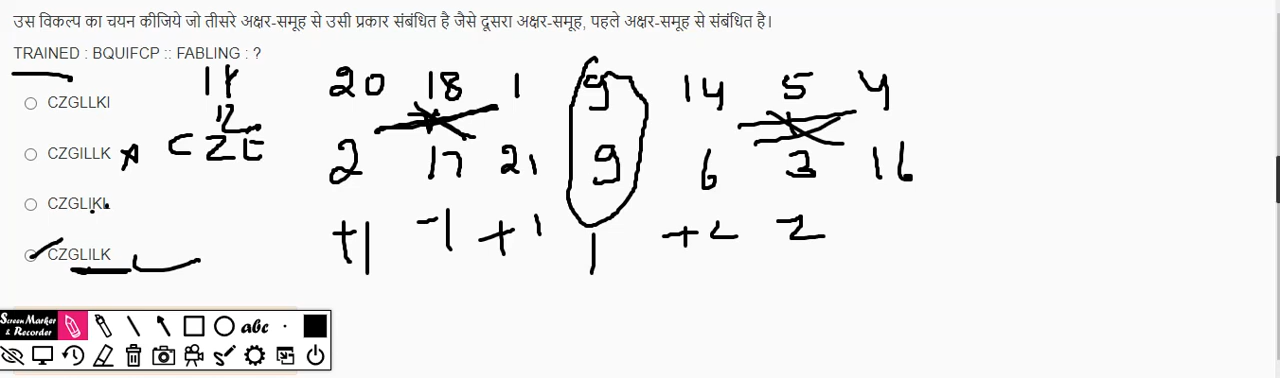 उस विकल्प का चयन कीजिये जो तीसरे अक्षर-समूह से उसी प्रकार संबंधित है जैसे दूसरा अक्षर-समूह, पहले अक्षर-समूह से संबंधित है।
TRAINED : BQUIFCP :: FABLING : ?
20 18 1 9 14 5 4
CZGLLKI
12
CZE
CZGILLK
2 17 21 9 6 3 16
CZGLIKL
+1 -1 +1 1 +2 2
CZGLILK
Screen Marker & Recorder
abc